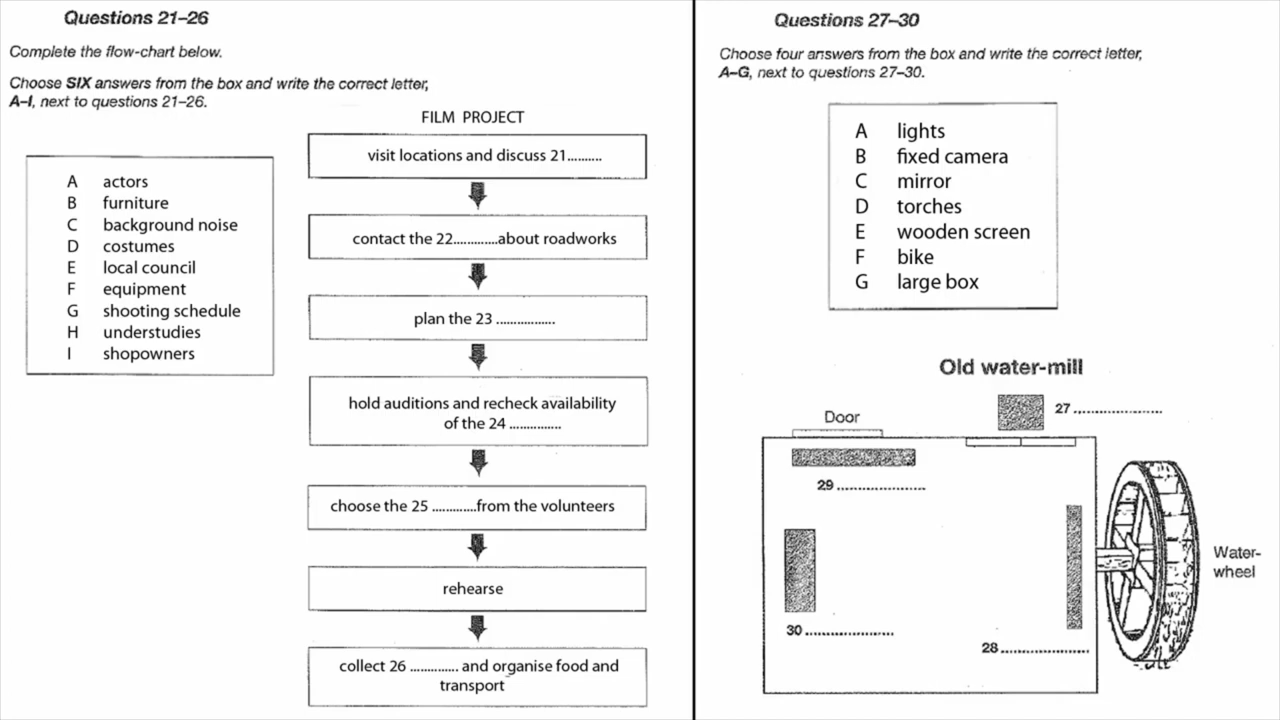 Questions 21–26
Complete the flow-chart below.
Choose SIX answers from the box and write the correct letter,
A–I, next to questions 21–26.
A actors
B furniture
C background noise
D costumes
E local council
F equipment
G shooting schedule
H understudies
I shopowners
FILM PROJECT
visit locations and discuss 21..........
contact the 22.............about roadworks
plan the 23 .................
hold auditions and recheck availability
of the 24 ...............
choose the 25 .............from the volunteers
rehearse
collect 26 .............. and organise food and
transport
Questions 27–30
Choose four answers from the box and write the correct letter,
A–G, next to questions 27–30.
A lights
B fixed camera
C mirror
D torches
E wooden screen
F bike
G large box
Old water-mill
Door
27 ........................
29 ........................
Water-
wheel
30 ........................
28 ........................